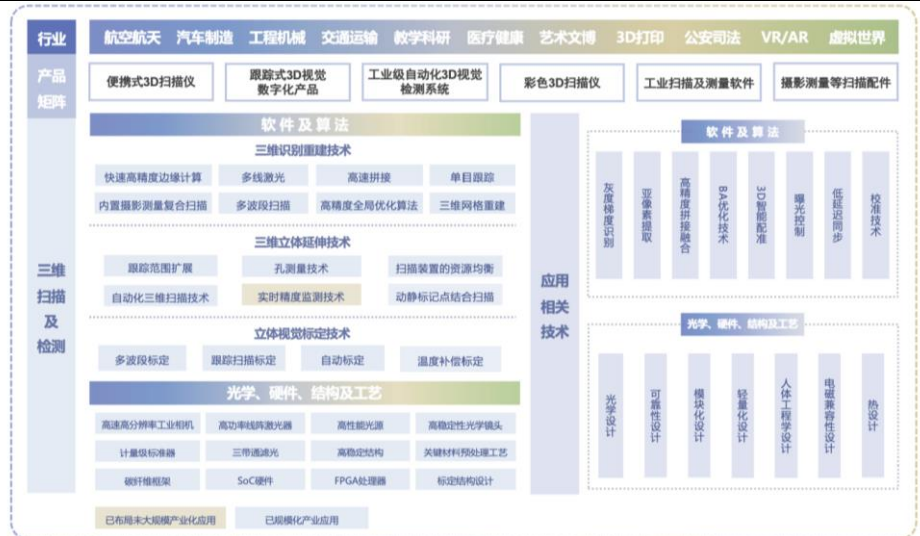 行业
航空航天 汽车制造 工程机械 交通运输 教学科研 医疗健康 艺术文博 3D打印 公安司法 VR/AR 虚拟世界
产品
矩阵
便携式3D扫描仪
跟踪式3D视觉
数字化产品
工业级自动化3D视觉
检测系统
彩色3D扫描仪
工业扫描及测量软件
摄影测量等扫描配件
三维
扫描
及
检测
软件及算法
三维识别重建技术
快速高精度边缘计算 多线激光 高速拼接 单目跟踪
内置摄影测量复合扫描 多波段扫描 高精度全局优化算法 三维网格重建
三维立体延伸技术
跟踪范围扩展 孔测量技术 扫描装置的资源均衡
自动化三维扫描技术 实时精度监测技术 动静标记点结合扫描
立体视觉标定技术
多波段标定 跟踪扫描标定 自动标定 温度补偿标定
光学、硬件、结构及工艺
高速高分辨率工业相机 高功率线阵激光器 高性能光源 高稳定性光学镜头
计量级标准器 三带通滤光 高稳定结构 关键材料预处理工艺
碳纤维框架 SoC硬件 FPGA处理器 标定结构设计
已布局未大规模产业化应用 已规模化产业应用
应用
相关
技术
软件及算法
灰度梯度识别
亚像素提取
高精度拼接融合
BA优化技术
3D智能配准
曝光控制
低延迟同步
校准技术
光学、硬件、结构及工艺
光学设计
可靠性设计
模块化设计
轻量化设计
人体工程学设计
电磁兼容性设计
热设计